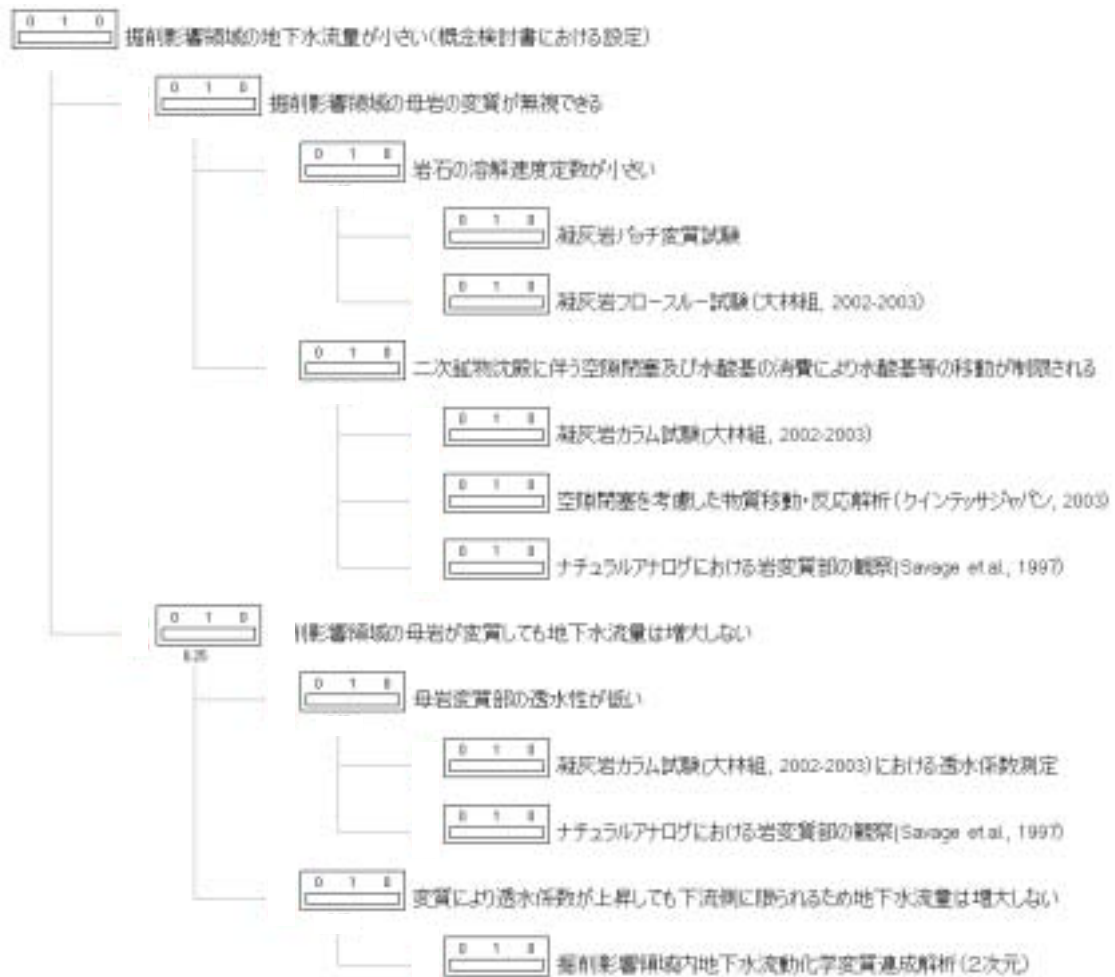 0 1 0
掘削影響領域の地下水流量が小さい(概念検討書における設定)
0 1 0
掘削影響領域の母岩の変質が無視できる
0 1 0
岩石の溶解速度定数が小さい
0 1 0
凝灰岩バッチ変質試験
0 1 0
凝灰岩フロースルー試験(大林組, 2002-2003)
0 1 0
二次鉱物沈殿に伴う空隙閉塞及び水酸基の消費により水酸基等の移動が制限される
0 1 0
凝灰岩カラム試験(大林組, 2002-2003)
0 1 0
空隙閉塞を考慮した物質移動・反応解析(クインテッサジャパン, 2003)
0 1 0
ナチュラルアナログにおける岩変質部の観察(Savage et.al., 1997)
0 1 0
削影響領域の母岩が変質しても地下水流量は増大しない
0 1 0
母岩変質部の透水性が低い
0 1 0
凝灰岩カラム試験(大林組, 2002-2003)における透水係数測定
0 1 0
ナチュラルアナログにおける岩変質部の観察(Savage et.al., 1997)
0 1 0
変質により透水係数が上昇しても下流側に限られるため地下水流量は増大しない
0 1 0
掘削影響領域内地下水流動化学変質連成解析(2次元)